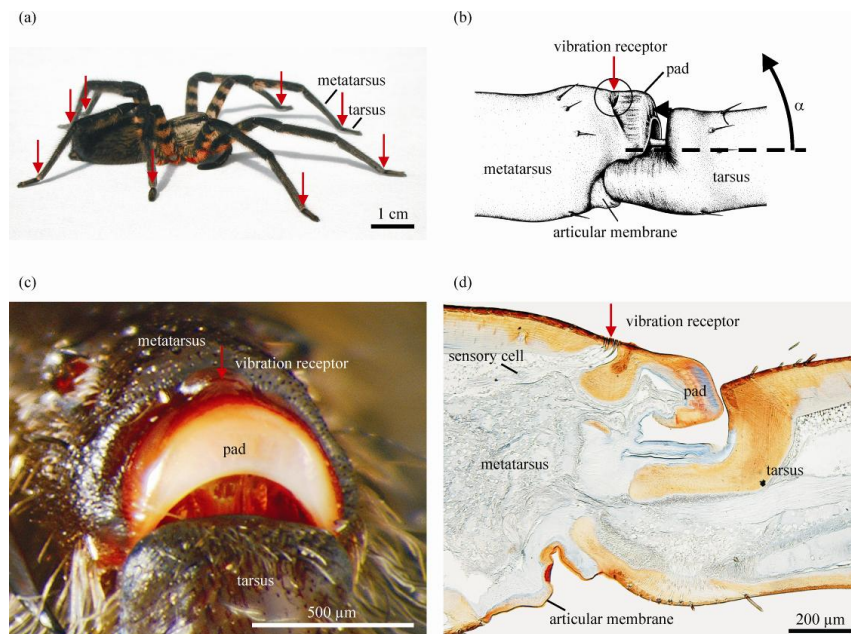 (a)
metatarsus
tarsus
1 cm
(b)
vibration receptor
pad
α
metatarsus
tarsus
articular membrane
(c)
metatarsus
vibration receptor
pad
tarsus
500 µm
(d)
vibration receptor
sensory cell
pad
metatarsus
tarsus
articular membrane
200 µm